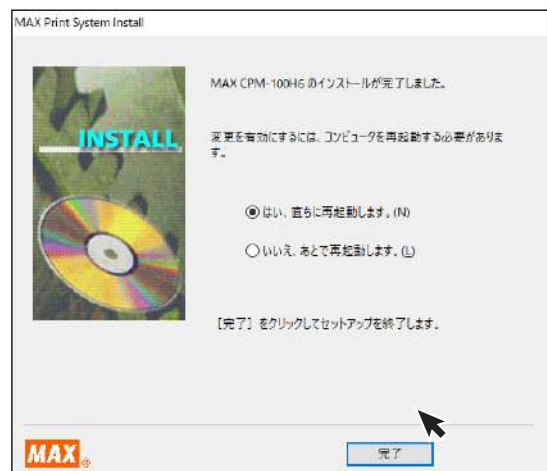 MAX Print System Install
INSTALL
MAX CPM-100H6 のインストールが完了しました。
変更を有効にするには、コンピュータを再起動する必要がありま
す。
はい、直ちに再起動します。(N)
いいえ、あとで再起動します。(L)
[完了] をクリックしてセットアップを終了します。
MAX®
完了